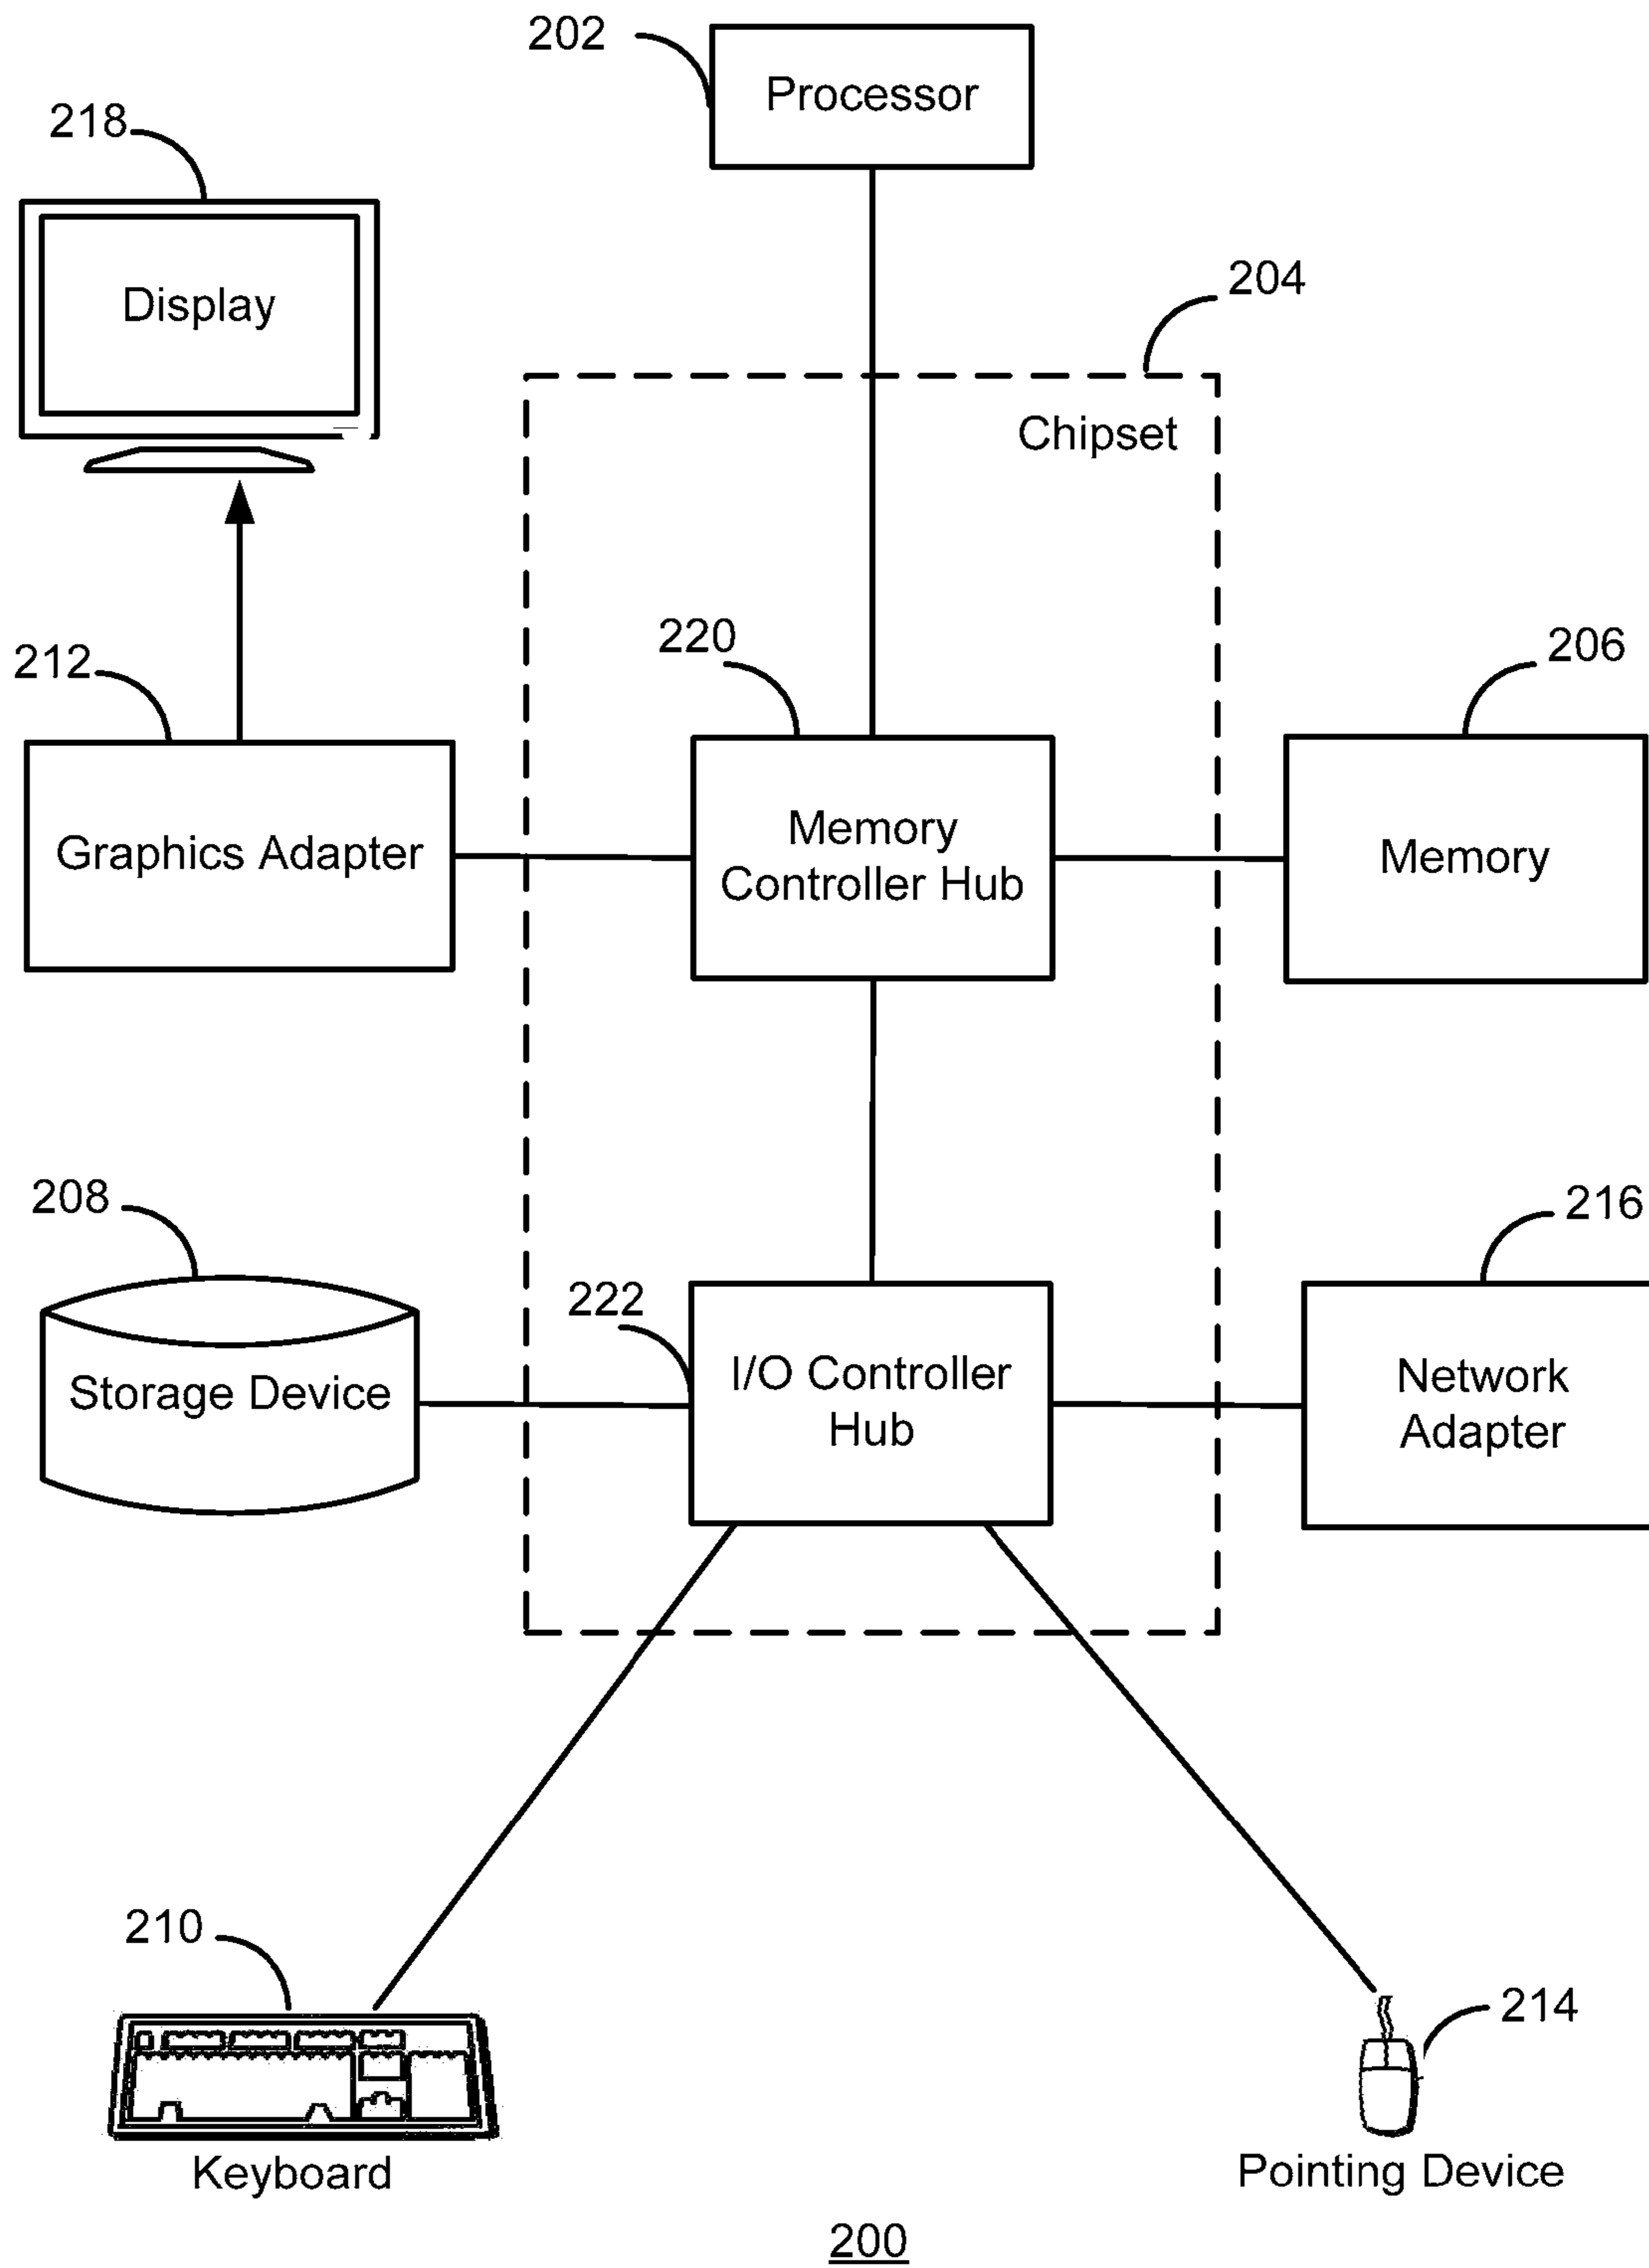 202
Processor
218
Display
204
Chipset
220
206
212
Memory
Controller Hub
Graphics Adapter
Memory
208
216
222
I/O Controller
Hub
Storage Device
Network
Adapter
210
214
Keyboard
Pointing Device
200